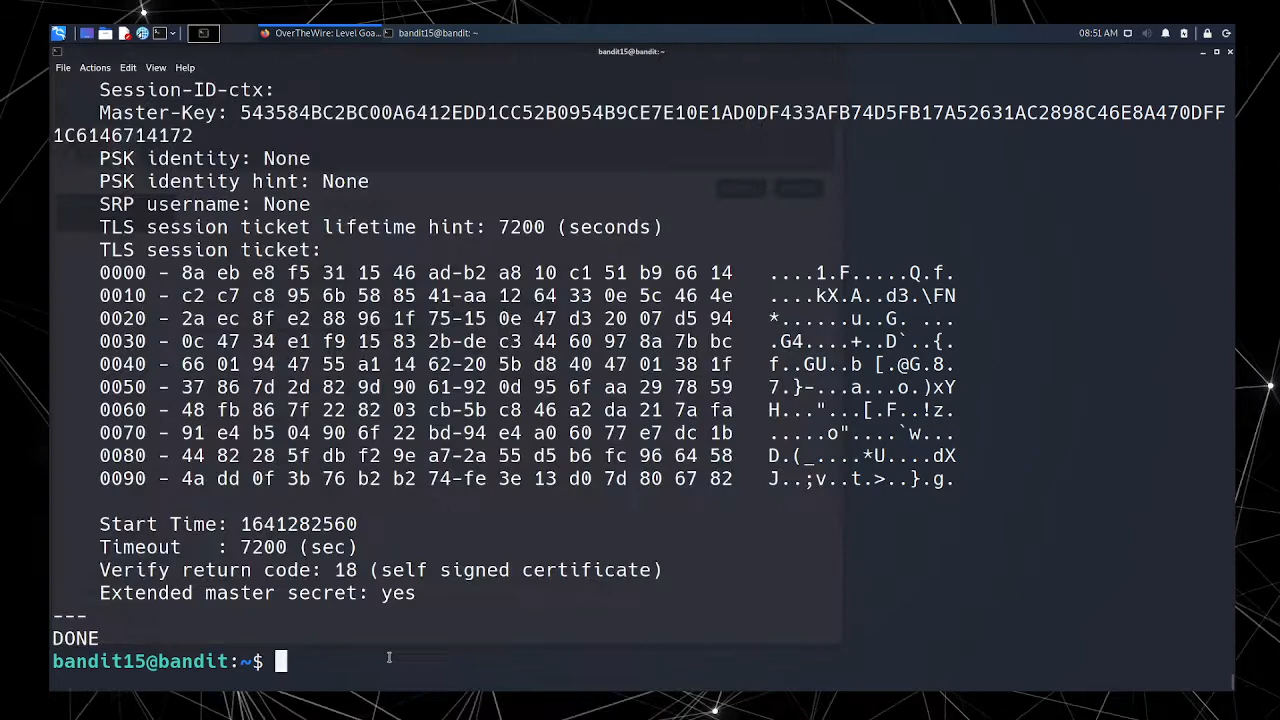 OverTheWire: Level Goa...
bandit15@bandit: ~
08:51 AM
bandit15@bandit: ~
File Actions Edit View Help
Session-ID-ctx:
Master-Key: 543584BC2BC00A6412EDD1CC52B0954B9CE7E10E1AD0DF433AFB74D5FB17A52631AC2898C46E8A470DFF
1C6146714172
PSK identity: None
PSK identity hint: None
SRP username: None
TLS session ticket lifetime hint: 7200 (seconds)
TLS session ticket:
0000 - 8a eb e8 f5 31 15 46 ad-b2 a8 10 c1 51 b9 66 14   ....1.F.....Q.f.
0010 - c2 c7 c8 95 6b 58 85 41-aa 12 64 33 0e 5c 46 4e   ....kX.A..d3.\FN
0020 - 2a ec 8f e2 88 96 1f 75-15 0e 47 d3 20 07 d5 94   *......u..G. ...
0030 - 0c 47 34 e1 f9 15 83 2b-de c3 44 60 97 8a 7b bc   .G4....+..D`..{.
0040 - 66 01 94 47 55 a1 14 62-20 5b d8 40 47 01 38 1f   f..GU..b [.@G.8.
0050 - 37 86 7d 2d 82 9d 90 61-92 0d 95 6f aa 29 78 59   7.}-...a...o.)xY
0060 - 48 fb 86 7f 22 82 03 cb-5b c8 46 a2 da 21 7a fa   H..."...[.F..!z.
0070 - 91 e4 b5 04 90 6f 22 bd-94 e4 a0 60 77 e7 dc 1b   .....o"....`w...
0080 - 44 82 28 5f db f2 9e a7-2a 55 d5 b6 fc 96 64 58   D.(_....*U....dX
0090 - 4a dd 0f 3b 76 b2 b2 74-fe 3e 13 d0 7d 80 67 82   J..;v..t.>..}.g.
Start Time: 1641282560
Timeout   : 7200 (sec)
Verify return code: 18 (self signed certificate)
Extended master secret: yes
---
DONE
bandit15@bandit:~$